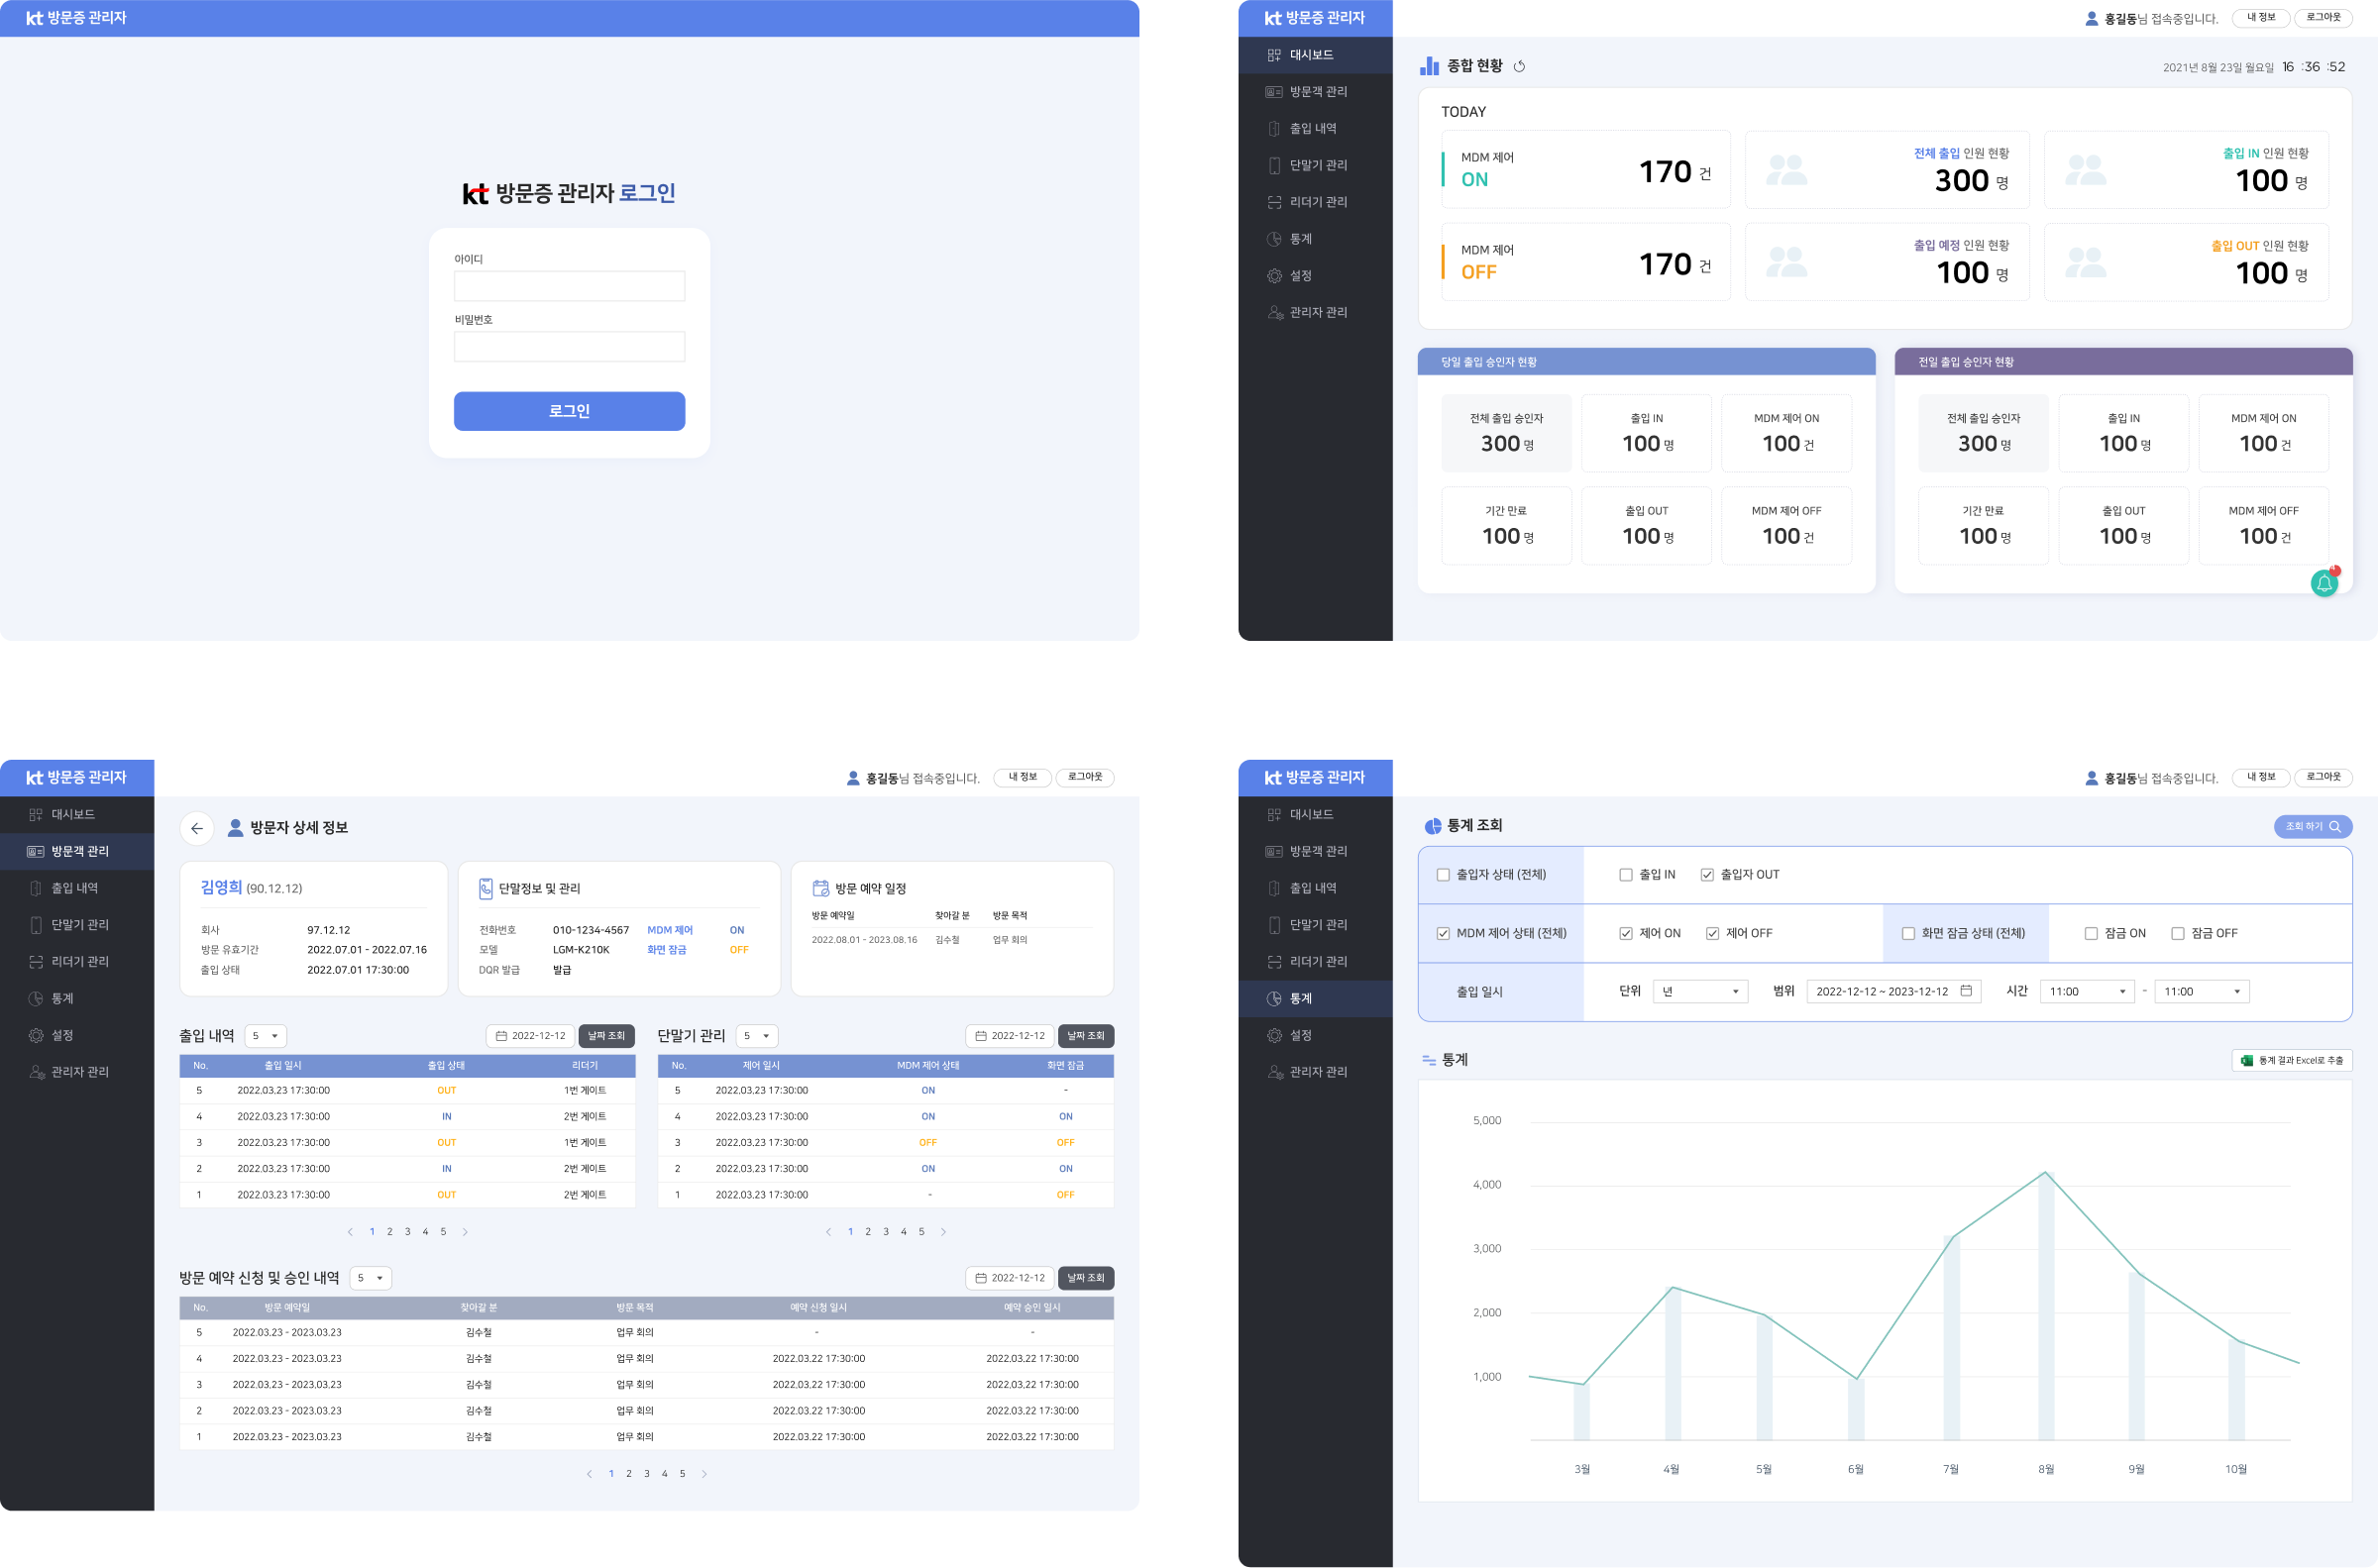 kt 방문증 관리자
kt 방문증 관리자 로그인
아이디
비밀번호
로그인
kt 방문증 관리자
홍길동님 접속중입니다. 내 정보 로그아웃
대시보드
방문객 관리
출입 내역
단말기 관리
리더기 관리
통계
설정
관리자 관리
종합 현황
2021년 8월 23일 월요일 16 :36 :52
TODAY
MDM 제어
ON
170 건
전체 출입 인원 현황
300 명
출입 IN 인원 현황
100 명
MDM 제어
OFF
170 건
출입 예정 인원 현황
100 명
출입 OUT 인원 현황
100 명
당일 출입 승인자 현황
전체 출입 승인자 출입 IN MDM 제어 ON
300 명 100 명 100 건
기간 만료 출입 OUT MDM 제어 OFF
100 명 100 명 100 건
전일 출입 승인자 현황
전체 출입 승인자 출입 IN MDM 제어 ON
300 명 100 명 100 건
기간 만료 출입 OUT MDM 제어 OFF
100 명 100 명 100 건
kt 방문증 관리자
홍길동님 접속중입니다. 내 정보 로그아웃
대시보드
방문객 관리
출입 내역
단말기 관리
리더기 관리
통계
설정
관리자 관리
방문자 상세 정보
김영희 (90.12.12)
회사 97.12.12
방문 유효기간 2022.07.01 - 2022.07.16
출입 상태 2022.07.01 17:30:00
단말정보 및 관리
전화번호 010-1234-4567 MDM 제어 ON
모델 LGM-K210K 화면 잠금 OFF
DQR 발급 발급
방문 예약 일정
방문 예약일 찾아갈 분 방문 목적
2022.08.01 - 2023.08.16 김수철 업무 회의
출입 내역 5 2022-12-12 날짜 조회
No. 출입 일시 출입 상태 리더기
5 2022.03.23 17:30:00 OUT 1번 게이트
4 2022.03.23 17:30:00 IN 2번 게이트
3 2022.03.23 17:30:00 OUT 1번 게이트
2 2022.03.23 17:30:00 IN 2번 게이트
1 2022.03.23 17:30:00 OUT 2번 게이트
1 2 3 4 5
단말기 관리 5 2022-12-12 날짜 조회
No. 제어 일시 MDM 제어 상태 화면 잠금
5 2022.03.23 17:30:00 ON -
4 2022.03.23 17:30:00 ON ON
3 2022.03.23 17:30:00 OFF OFF
2 2022.03.23 17:30:00 ON ON
1 2022.03.23 17:30:00 - OFF
1 2 3 4 5
방문 예약 신청 및 승인 내역 5 2022-12-12 날짜 조회
No. 방문 예약일 찾아갈 분 방문 목적 예약 신청 일시 예약 승인 일시
5 2022.03.23 - 2023.03.23 김수철 업무 회의 - -
4 2022.03.23 - 2023.03.23 김수철 업무 회의 2022.03.22 17:30:00 2022.03.22 17:30:00
3 2022.03.23 - 2023.03.23 김수철 업무 회의 2022.03.22 17:30:00 2022.03.22 17:30:00
2 2022.03.23 - 2023.03.23 김수철 업무 회의 2022.03.22 17:30:00 2022.03.22 17:30:00
1 2022.03.23 - 2023.03.23 김수철 업무 회의 2022.03.22 17:30:00 2022.03.22 17:30:00
1 2 3 4 5
kt 방문증 관리자
홍길동님 접속중입니다. 내 정보 로그아웃
대시보드
방문객 관리
출입 내역
단말기 관리
리더기 관리
통계
설정
관리자 관리
통계 조회 조회 하기
출입자 상태 (전체) 출입 IN 출입자 OUT
MDM 제어 상태 (전체) 제어 ON 제어 OFF 화면 잠금 상태 (전체) 잠금 ON 잠금 OFF
출입 일시 단위 년 범위 2022-12-12 ~ 2023-12-12 시간 11:00 - 11:00
통계 통계 결과 Excel로 추출
5,000
4,000
3,000
2,000
1,000
3월 4월 5월 6월 7월 8월 9월 10월